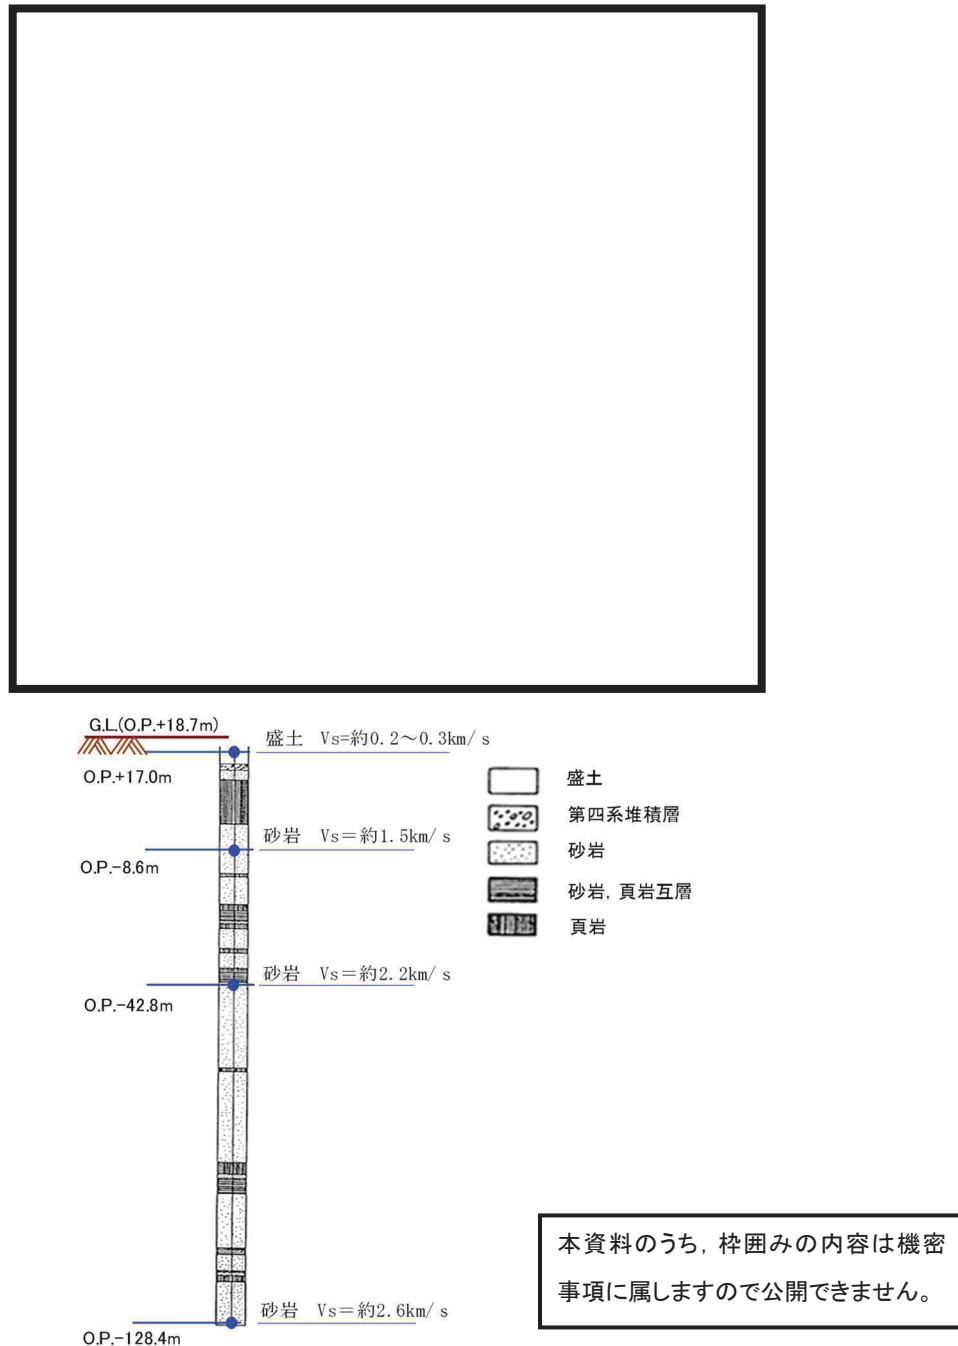 G.L.(O.P.+18.7m)
盛土 Vs=約0.2～0.3km/s
O.P.+17.0m
砂岩 Vs＝約1.5km/s
O.P.-8.6m
砂岩 Vs＝約2.2km/s
O.P.-42.8m
砂岩 Vs＝約2.6km/s
O.P.-128.4m
盛土
第四系堆積層
砂岩
砂岩, 頁岩互層
頁岩
本資料のうち, 枠囲みの内容は機密
事項に属しますので公開できません。